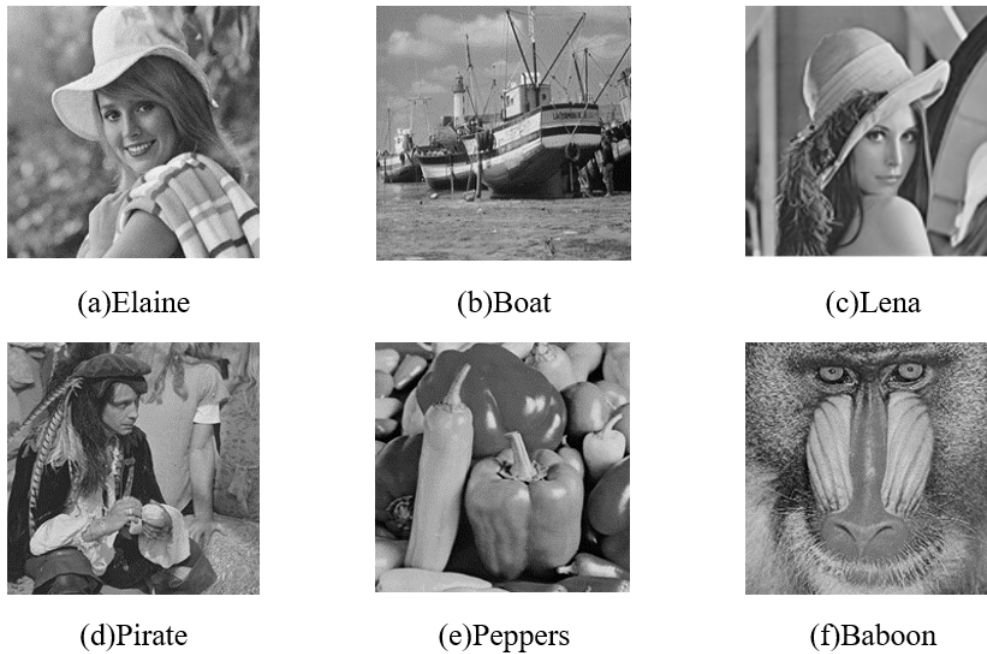 (a)Elaine
(b)Boat
(c)Lena
(d)Pirate
(e)Peppers
(f)Baboon